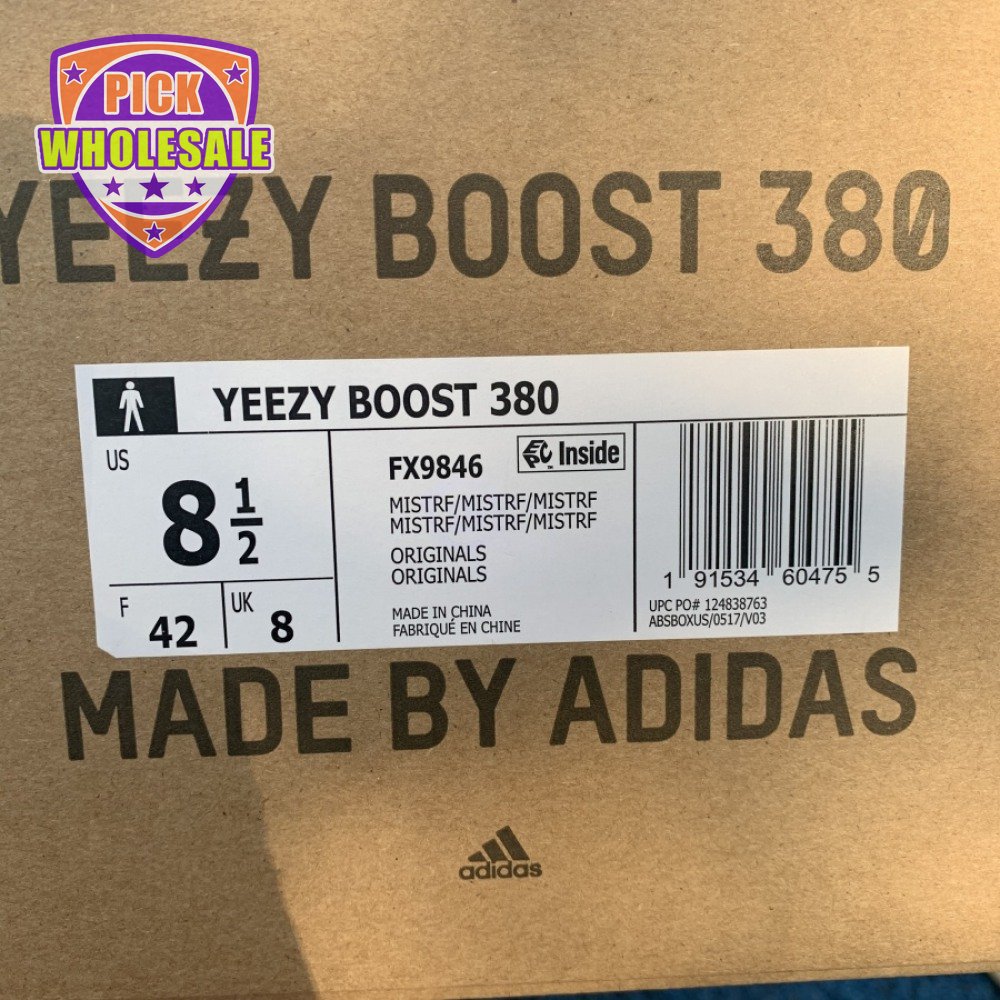 PICK
WHOLESALE
YEEZY BOOST 380
YEEZY BOOST 380
US
8 1/2
F
42
UK
8
FX9846
EPC™ Inside
MISTRF/MISTRF/MISTRF
MISTRF/MISTRF/MISTRF
ORIGINALS
ORIGINALS
MADE IN CHINA
FABRIQUÉ EN CHINE
1 91534 60475 5
UPC PO# 124838763
ABSBOXUS/0517/V03
MADE BY ADIDAS
adidas